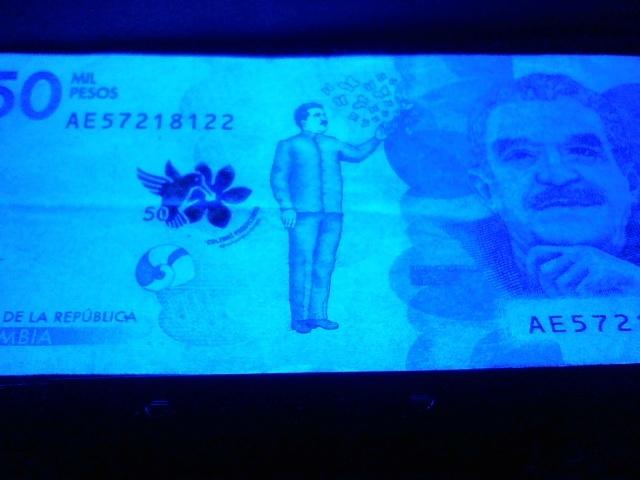 50 MIL
PESOS
AE57218122
50
DE LA REPÚBLICA
MBIA
AE572